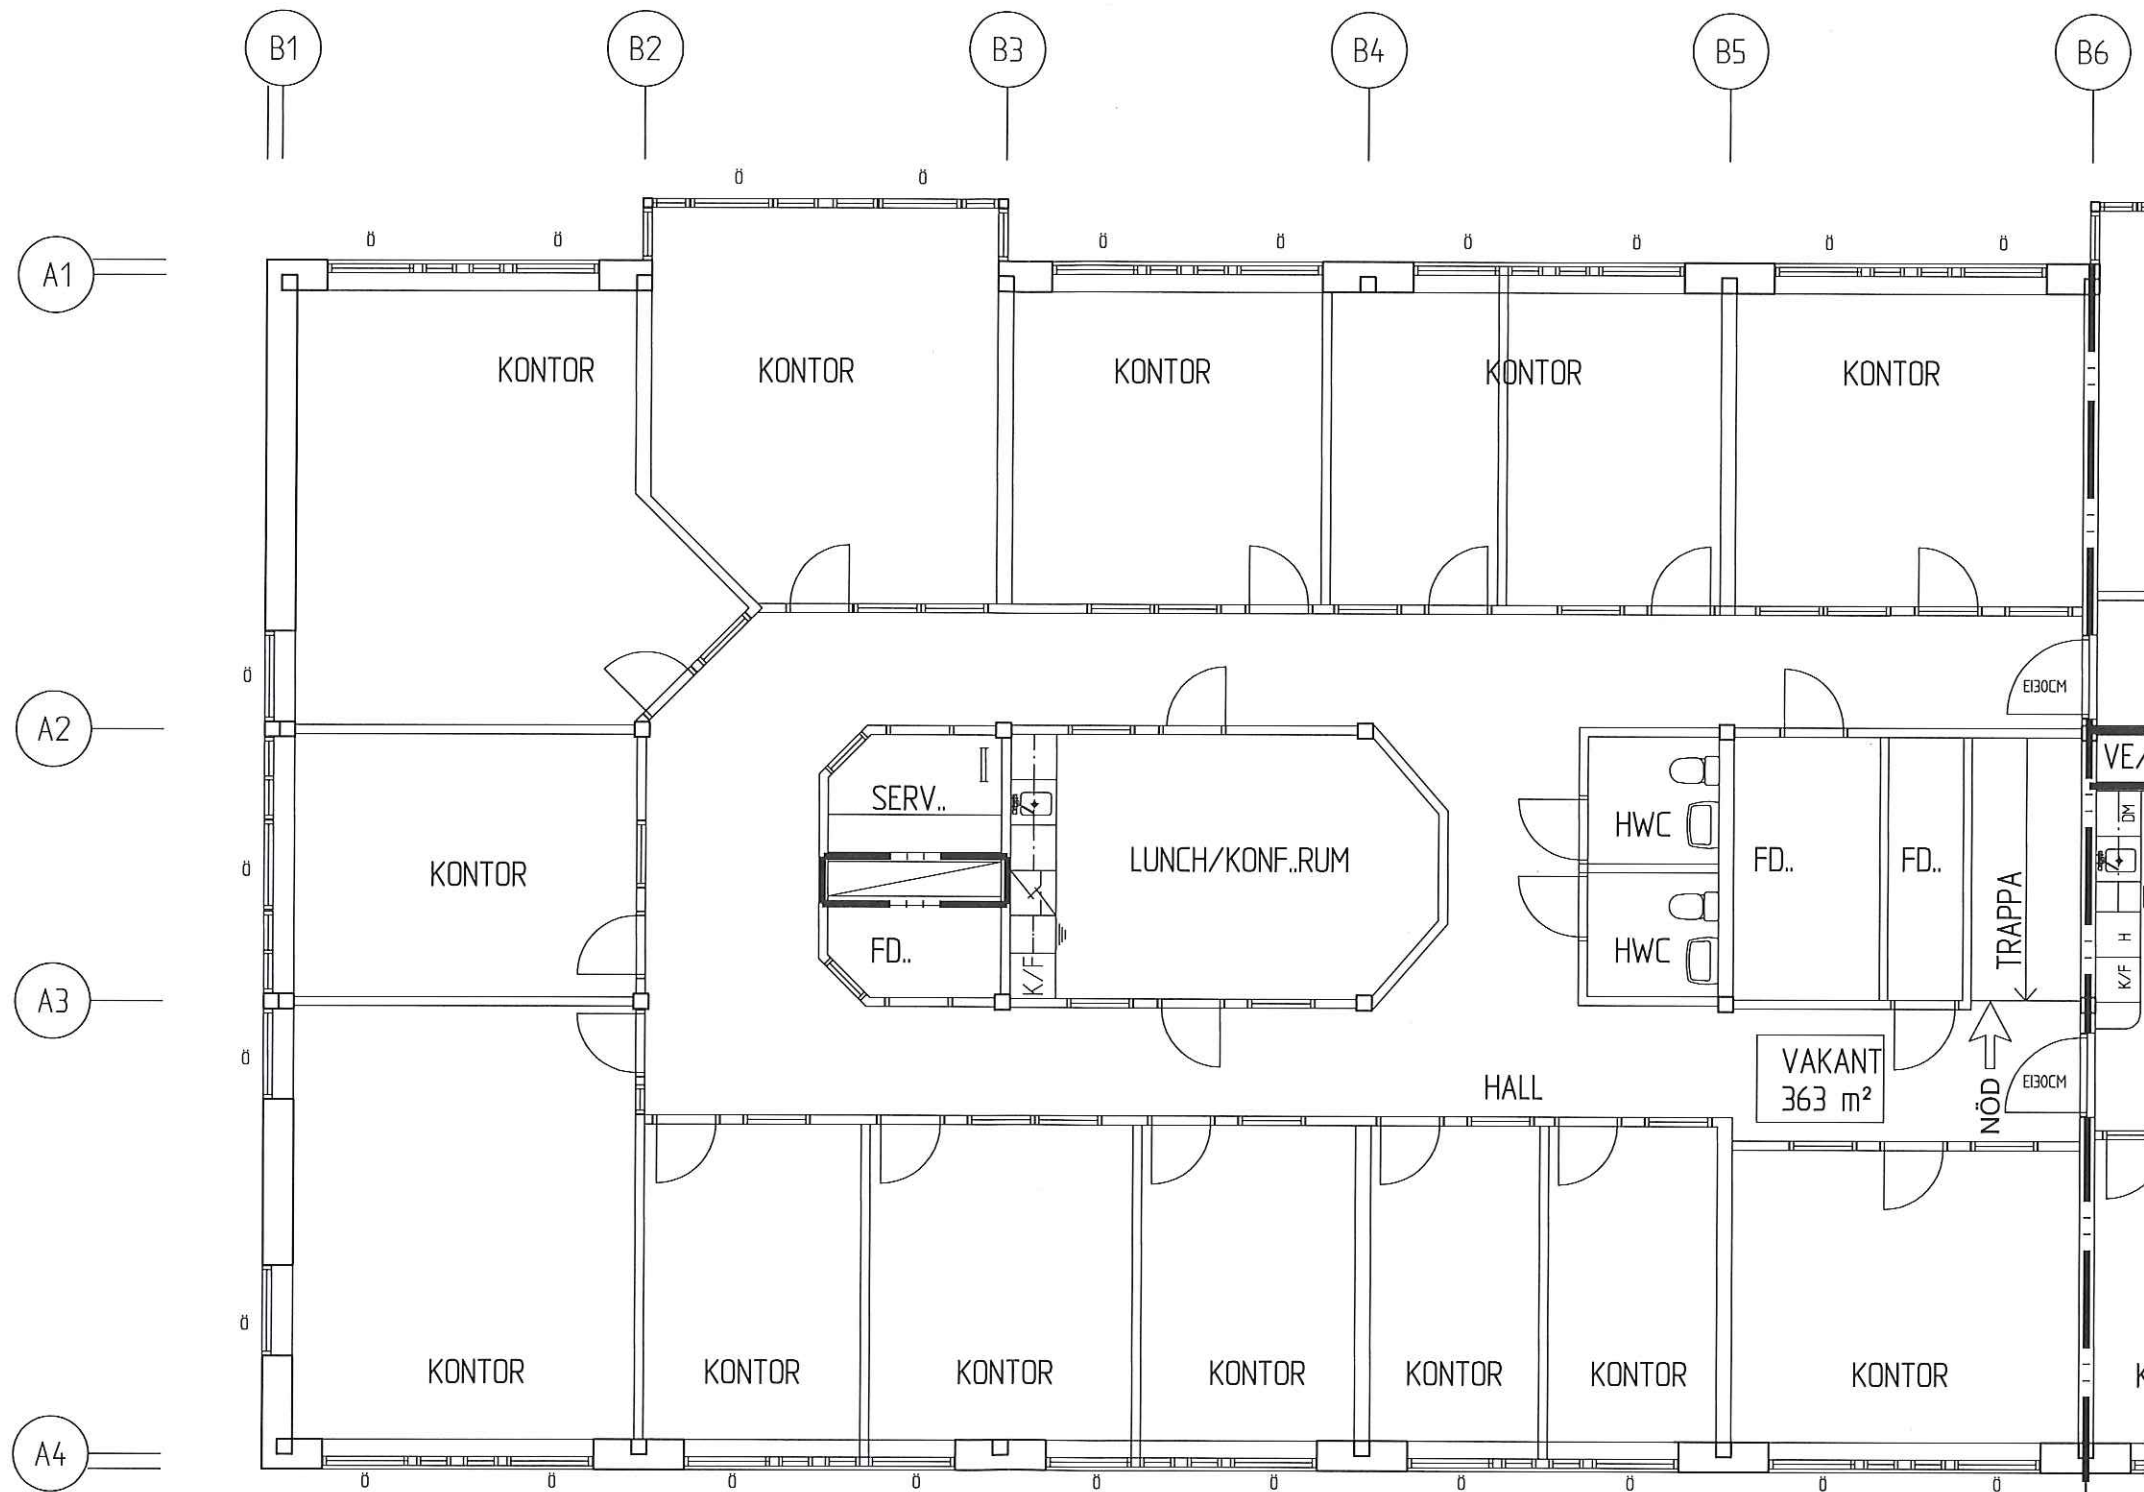 B1 B2 B3 B4 B5 B6
Ö Ö
Ö Ö Ö Ö Ö Ö Ö Ö
A1
KONTOR KONTOR KONTOR KONTOR KONTOR
Ö
EI30CM
A2
VE/
SERV..
DM
HWC
LUNCH/KONF..RUM
FD.. FD..
Ö
KONTOR
TRAPPA
H
FD..
HWC
K/F
K/F
A3
Ö
VAKANT
363 m²
HALL
NÖD
EI30CM
Ö
KONTOR KONTOR KONTOR KONTOR KONTOR KONTOR KONTOR
A4
Ö Ö Ö Ö Ö Ö Ö Ö Ö Ö